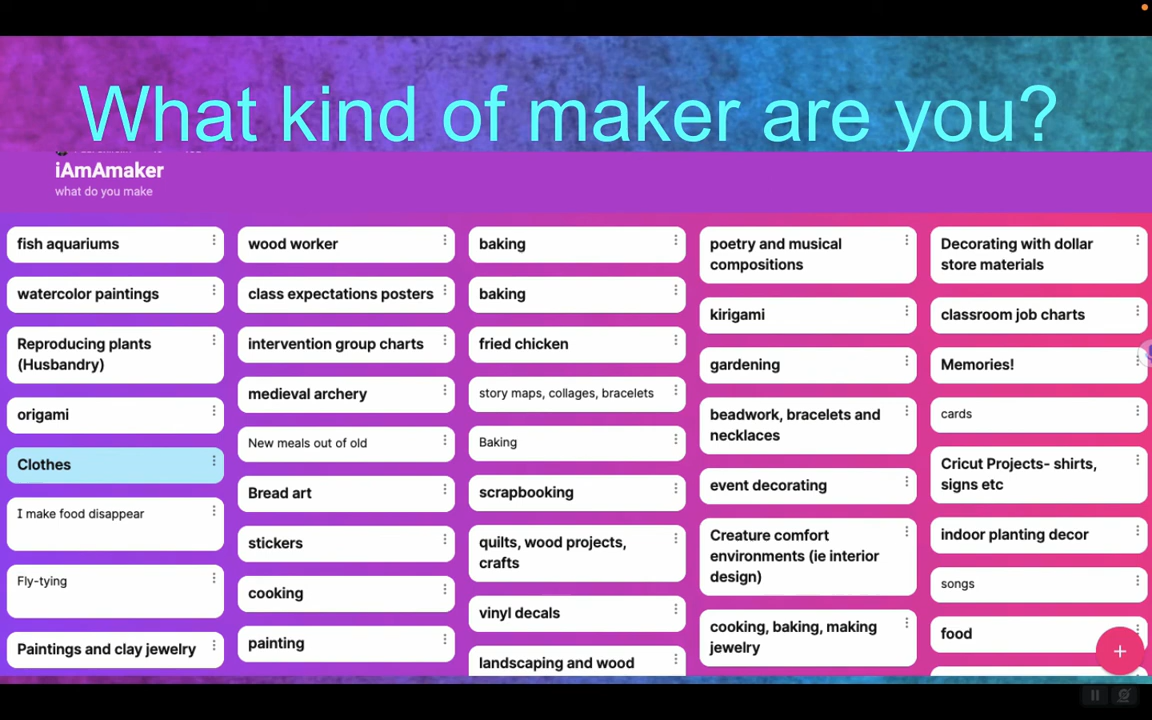 What kind of maker are you?
iAmAmaker
what do you make
fish aquariums
watercolor paintings
Reproducing plants
(Husbandry)
origami
Clothes
I make food disappear
Fly-tying
Paintings and clay jewelry
wood worker
class expectations posters
intervention group charts
medieval archery
New meals out of old
Bread art
stickers
cooking
painting
baking
baking
fried chicken
story maps, collages, bracelets
Baking
scrapbooking
quilts, wood projects,
crafts
vinyl decals
landscaping and wood
poetry and musical
compositions
kirigami
gardening
beadwork, bracelets and
necklaces
event decorating
Creature comfort
environments (ie interior
design)
cooking, baking, making
jewelry
Decorating with dollar
store materials
classroom job charts
Memories!
cards
Cricut Projects- shirts,
signs etc
indoor planting decor
songs
food